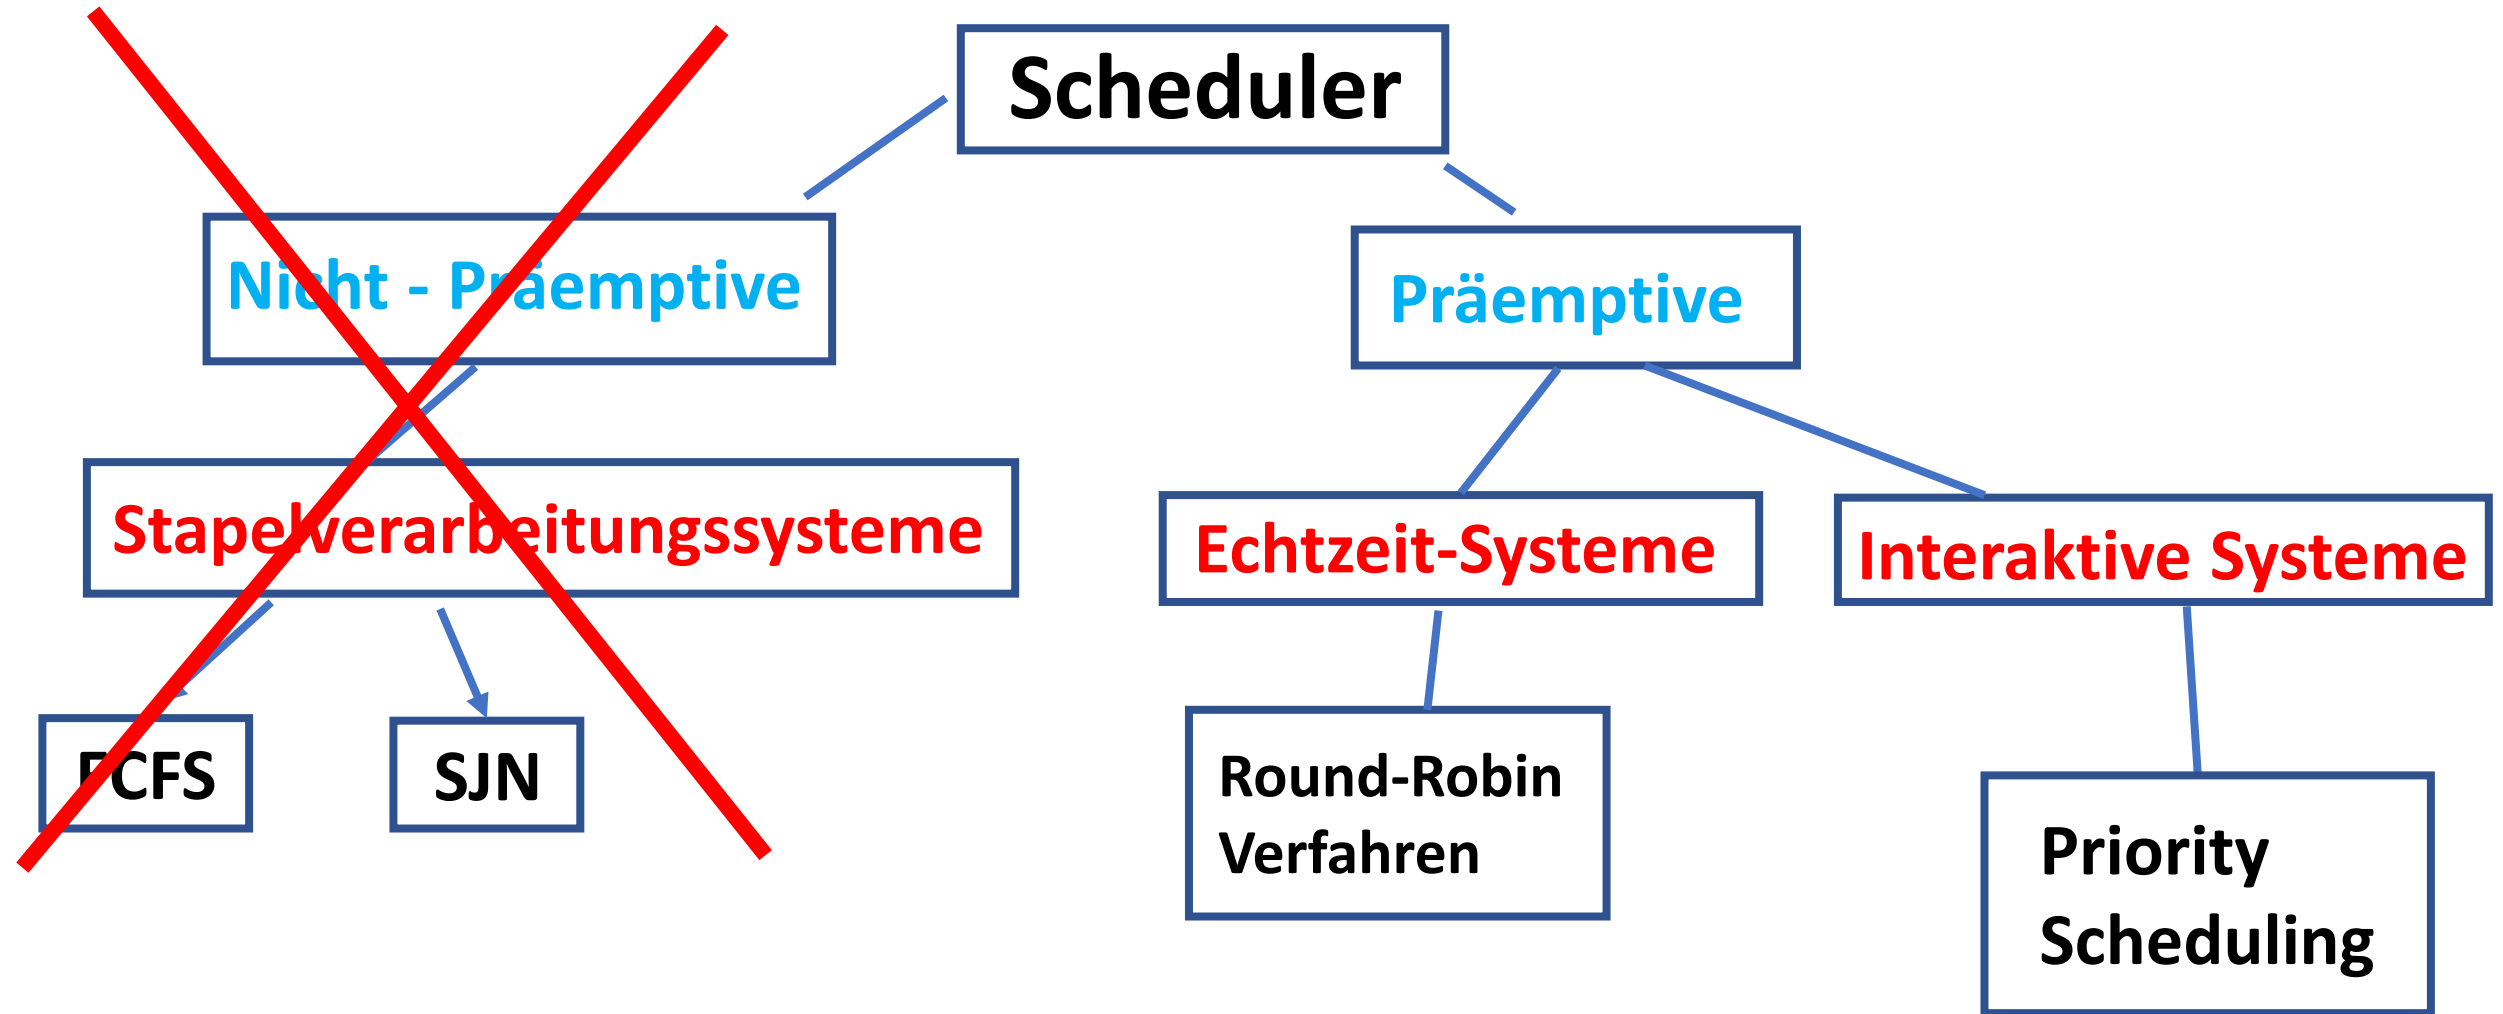 Scheduler
Nicht - Präemptive
Präemptive
Stapelverarbeitungssysteme
Echtzeit-Systeme
Interaktive Systeme
FCFS
SJN
Round-Robin
Verfahren
Priority
Scheduling